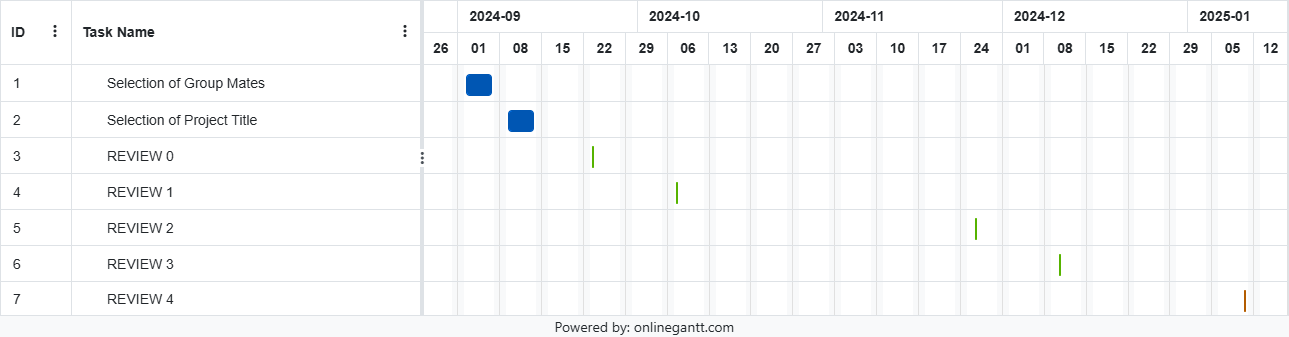 ID Task Name 2024-09 2024-10 2024-11 2024-12 2025-01
26 01 08 15 22 29 06 13 20 27 03 10 17 24 01 08 15 22 29 05 12
1 Selection of Group Mates
2 Selection of Project Title
3 REVIEW 0
4 REVIEW 1
5 REVIEW 2
6 REVIEW 3
7 REVIEW 4
Powered by: onlinegantt.com